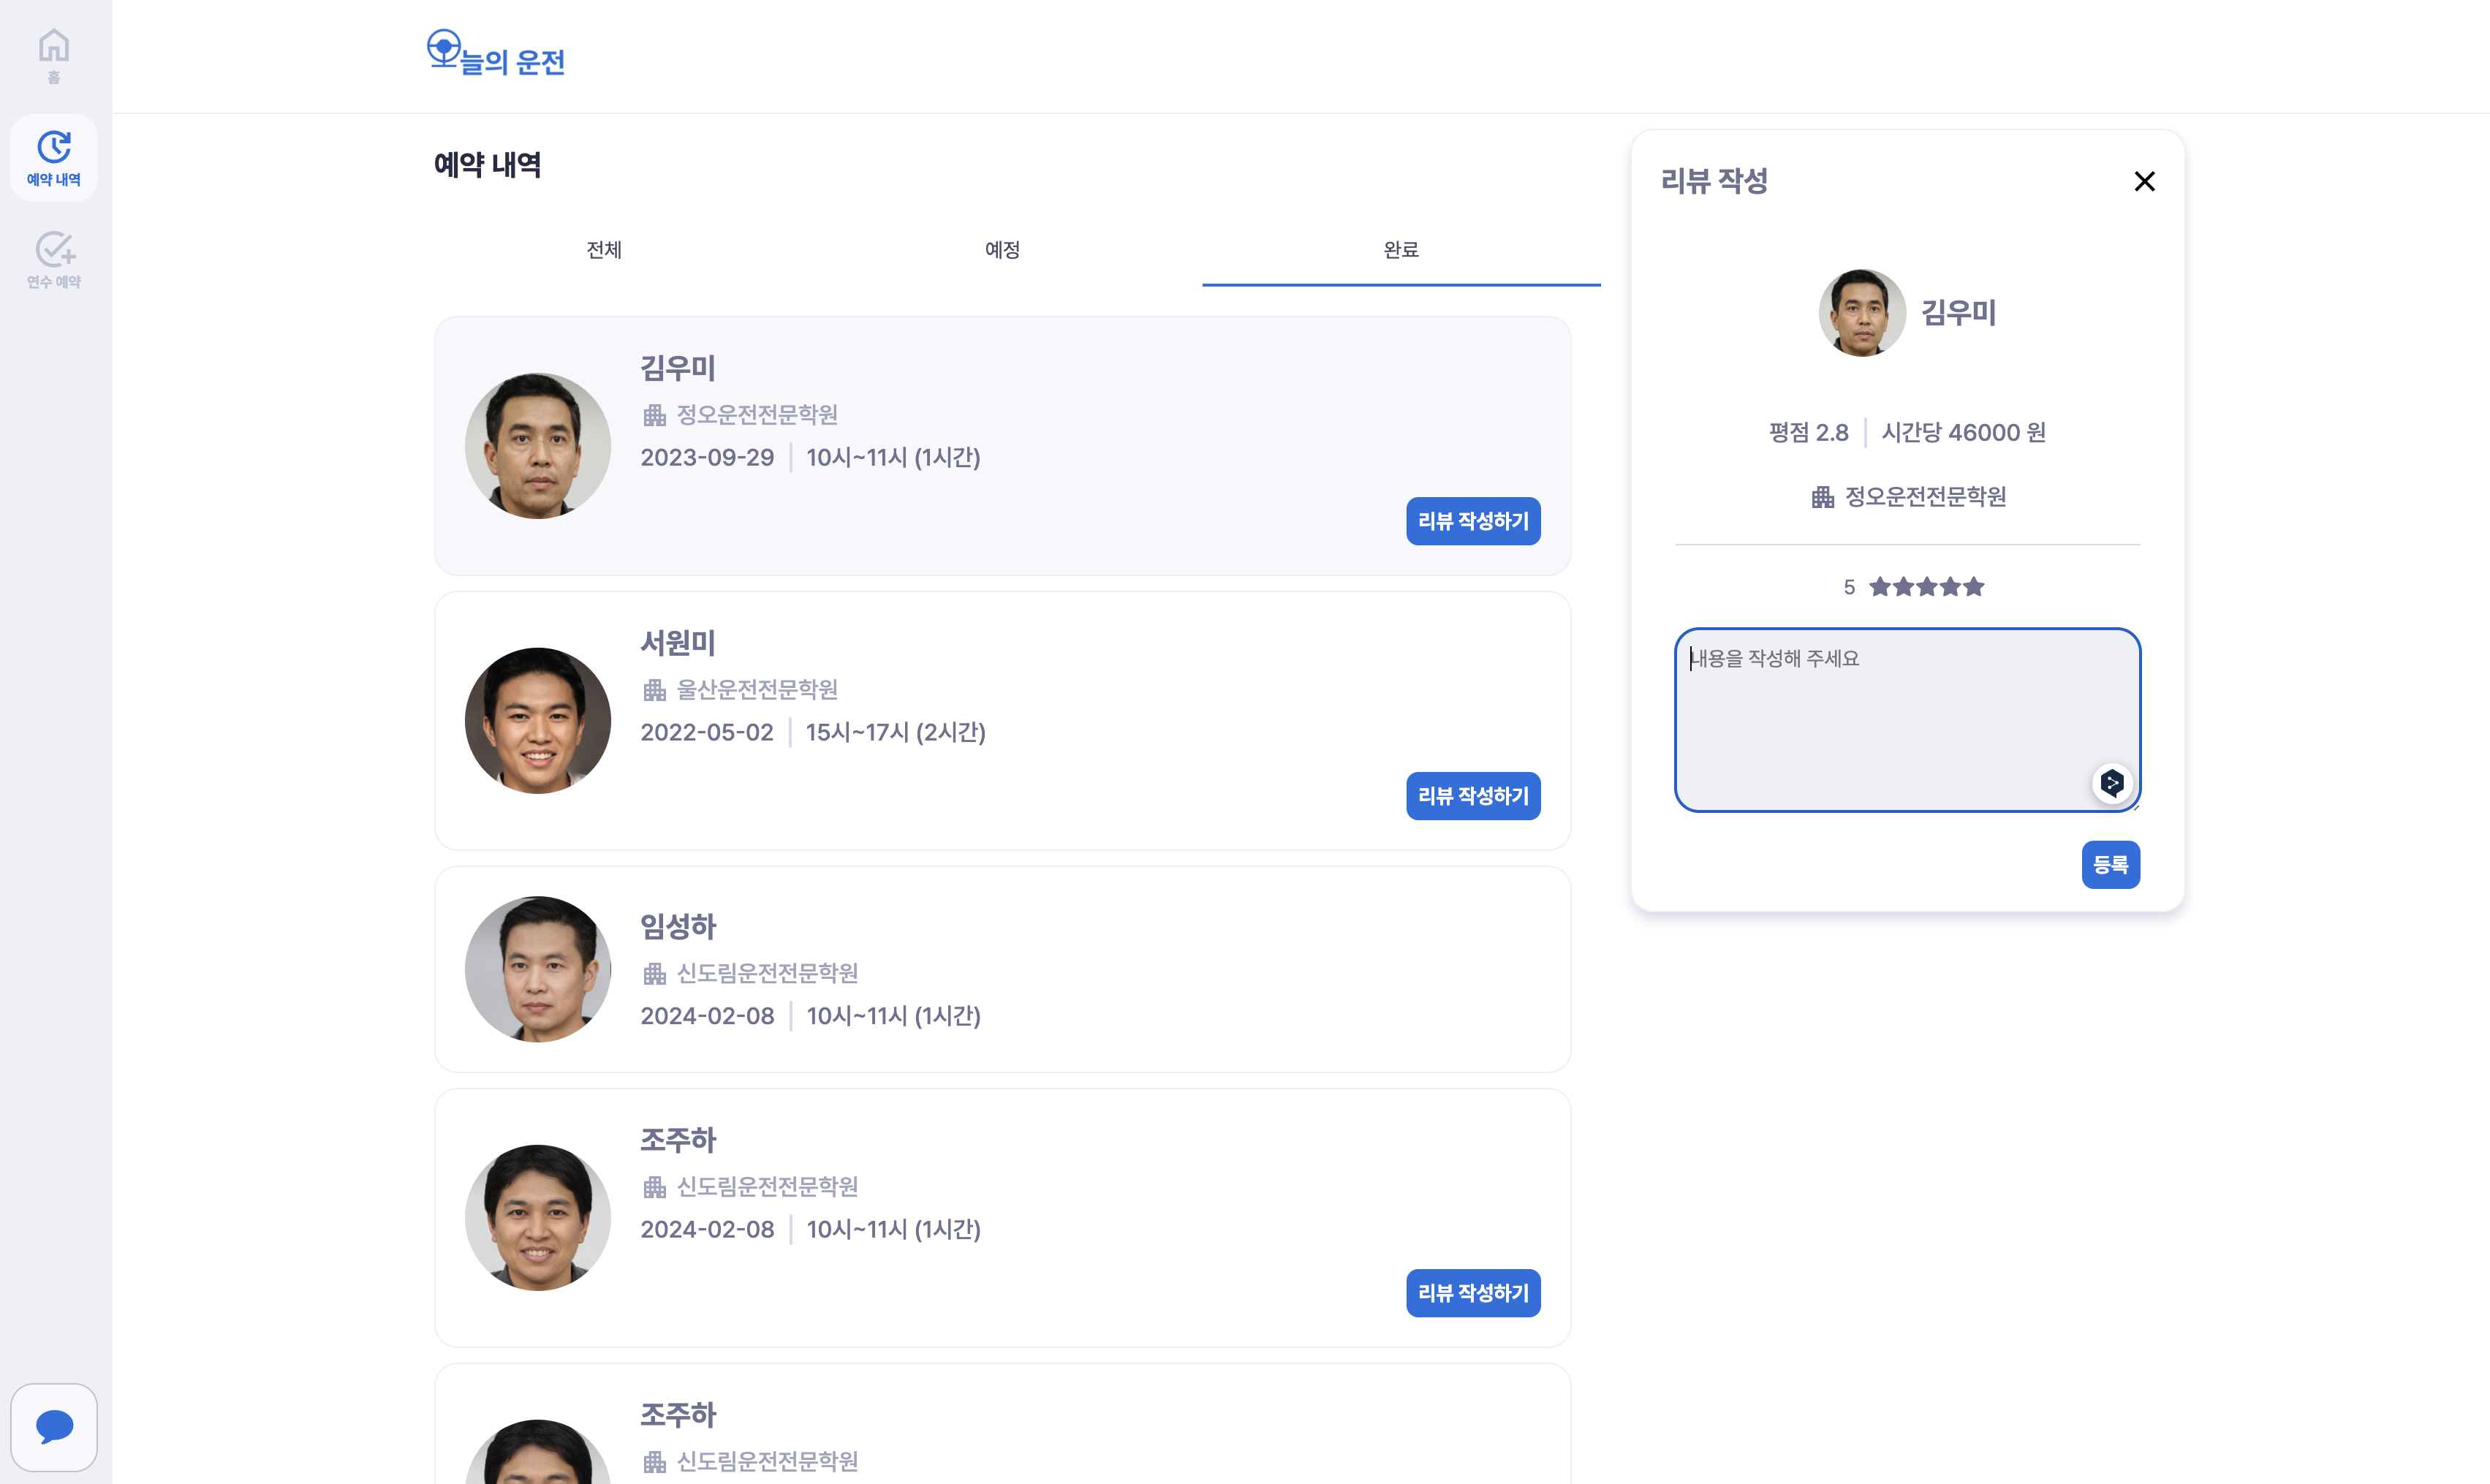 홈
예약 내역
연수 예약
늘의 운전
예약 내역
전체
예정
완료
김우미
정오운전전문학원
2023-09-29 10시~11시 (1시간)
리뷰 작성하기
서원미
울산운전전문학원
2022-05-02 15시~17시 (2시간)
리뷰 작성하기
임성하
신도림운전전문학원
2024-02-08 10시~11시 (1시간)
조주하
신도림운전전문학원
2024-02-08 10시~11시 (1시간)
리뷰 작성하기
조주하
신도림운전전문학원
리뷰 작성
김우미
평점 2.8 시간당 46000 원
정오운전전문학원
5
내용을 작성해 주세요
등록